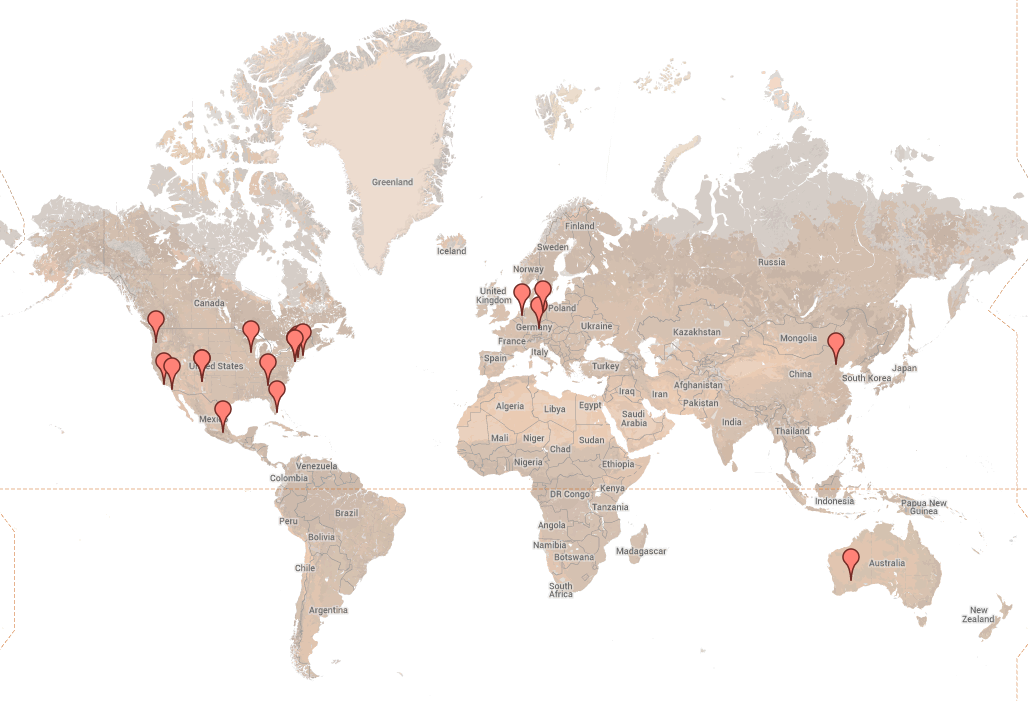 Greenland
Iceland
Finland
Sweden
Norway
Russia
United
Kingdom
Poland
Germany
Ukraine
France
Italy
Spain
Turkey
Kazakhstan
Mongolia
China
South Korea
Japan
Canada
United States
Mexico
Algeria
Libya
Egypt
Iraq
Iran
Afghanistan
Pakistan
Saudi
Arabia
India
Thailand
Mali
Niger
Chad
Sudan
Nigeria
Ethiopia
Venezuela
Colombia
DR Congo
Kenya
Tanzania
Indonesia
Papua New
Guinea
Peru
Brazil
Bolivia
Angola
Namibia
Botswana
Madagascar
Chile
South
Africa
Australia
Argentina
New
Zealand